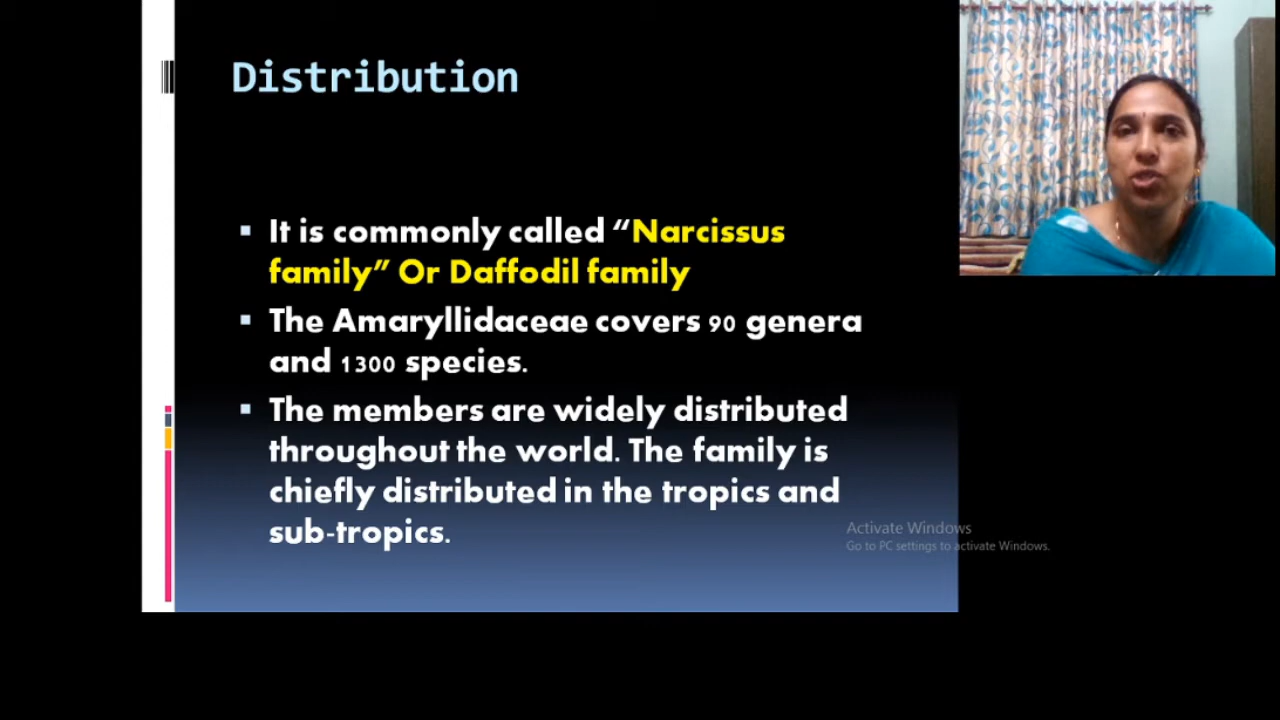 Distribution
It is commonly called “Narcissus
family” Or Daffodil family
The Amaryllidaceae covers 90 genera
and 1300 species.
The members are widely distributed
throughout the world. The family is
chiefly distributed in the tropics and
sub-tropics.
Activate Windows
Go to PC settings to activate Windows.